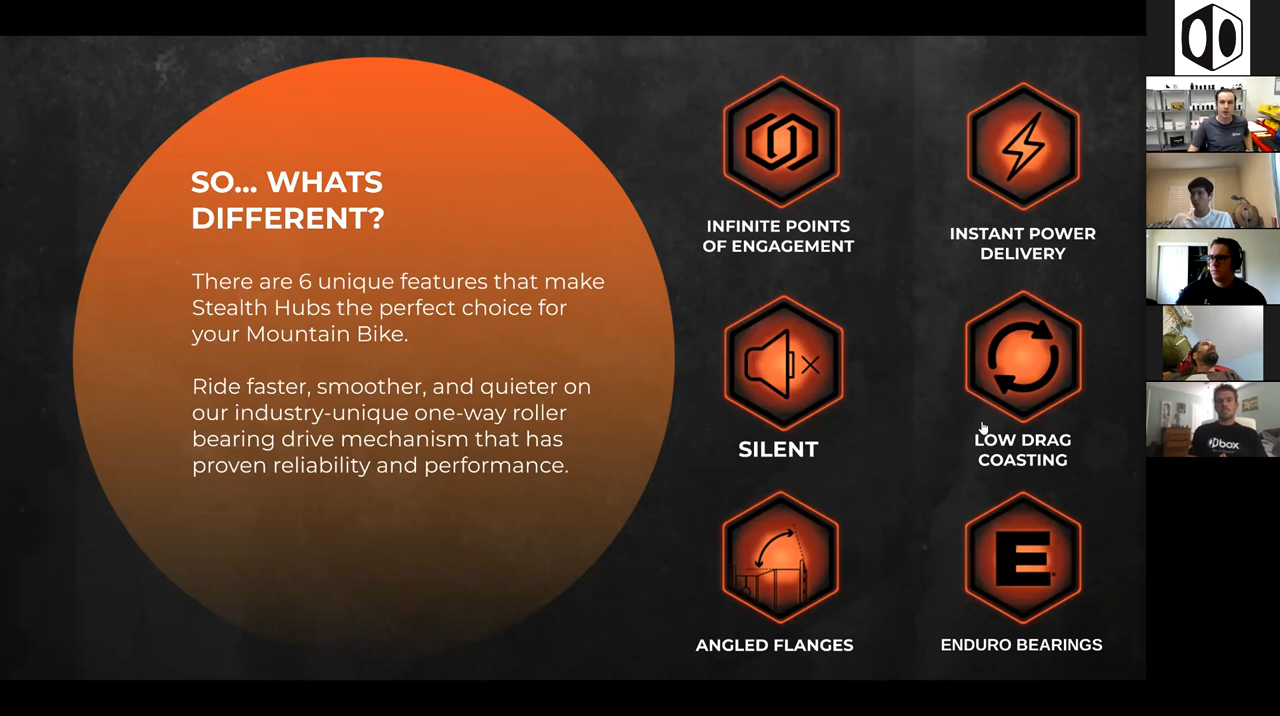 SO... WHATS
DIFFERENT?
There are 6 unique features that make
Stealth Hubs the perfect choice for
your Mountain Bike.
Ride faster, smoother, and quieter on
our industry-unique one-way roller
bearing drive mechanism that has
proven reliability and performance.
INFINITE POINTS
OF ENGAGEMENT
INSTANT POWER
DELIVERY
SILENT
LOW DRAG
COASTING
ANGLED FLANGES
E
ENDURO BEARINGS
box